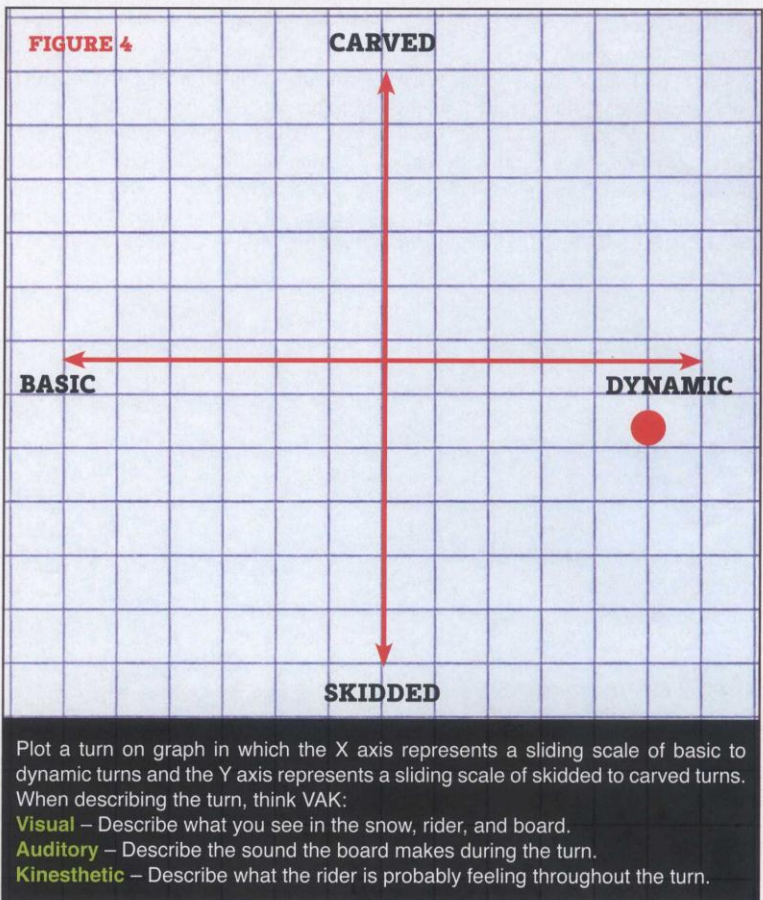 FIGURE 4
CARVED
BASIC
DYNAMIC
SKIDDED
Plot a turn on graph in which the X axis represents a sliding scale of basic to
dynamic turns and the Y axis represents a sliding scale of skidded to carved turns.
When describing the turn, think VAK:
Visual – Describe what you see in the snow, rider, and board.
Auditory – Describe the sound the board makes during the turn.
Kinesthetic – Describe what the rider is probably feeling throughout the turn.